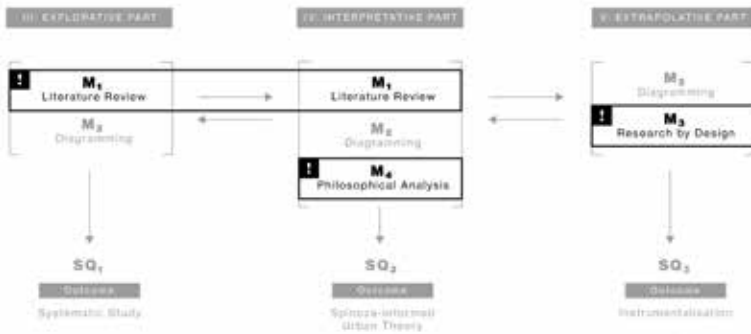 III: EXPLORATIVE PART
IV: INTERPRETATIVE PART
V: EXTRAPOLATIVE PART
!
M₁
Literature Review
M₂
Diagramming
M₁
Literature Review
M₂
Diagramming
!
M₄
Philosophical Analysis
M₂
Diagramming
!
M₃
Research by Design
SQ₁
Outcome
Systematic Study
SQ₂
Outcome
Spinoza-informed
Urban Theory
SQ₃
Outcome
Instrumentalisation